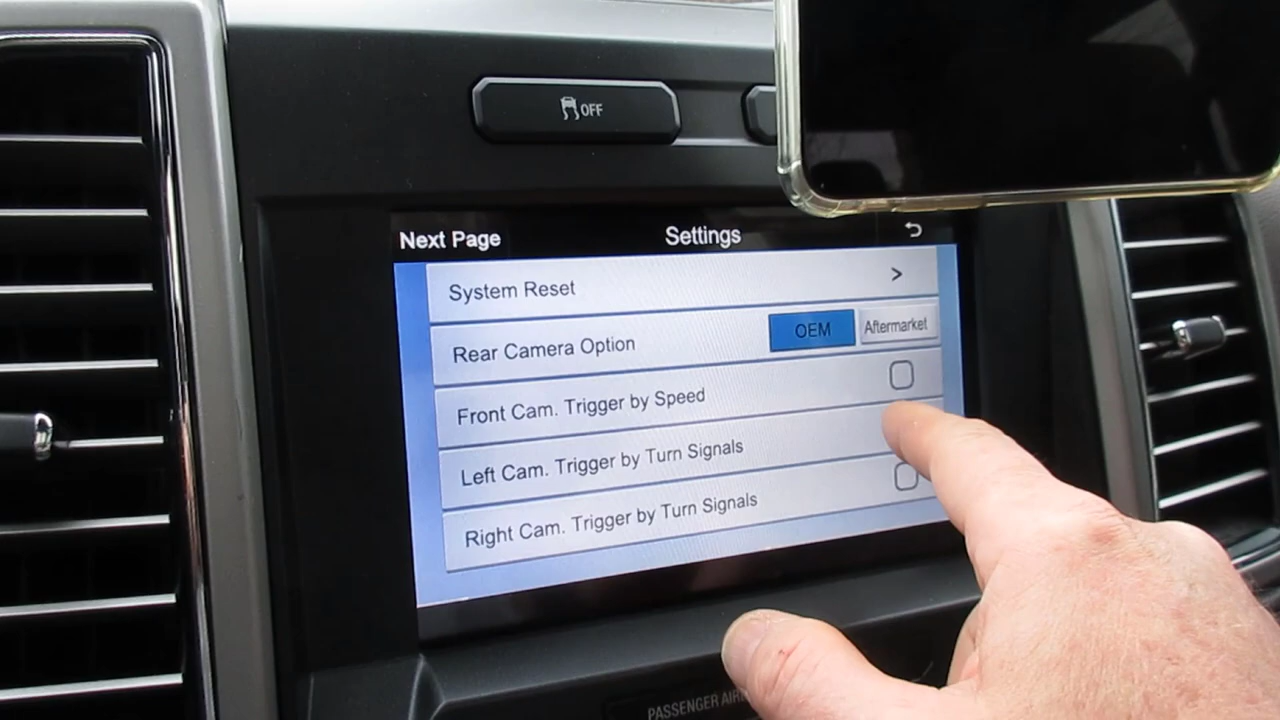 OFF
Next Page
Settings
System Reset
>
Rear Camera Option
OEM
Aftermarket
Front Cam. Trigger by Speed
Left Cam. Trigger by Turn Signals
Right Cam. Trigger by Turn Signals
PASSENGER